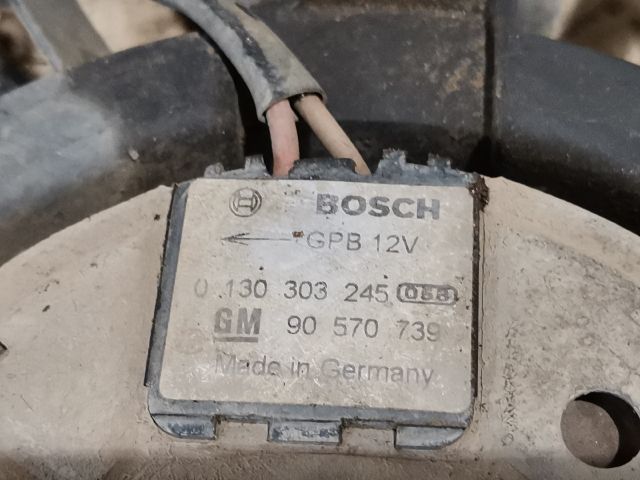 BOSCH
GPB 12V
0 130 303 245
GM 90 570 739
Made in Germany